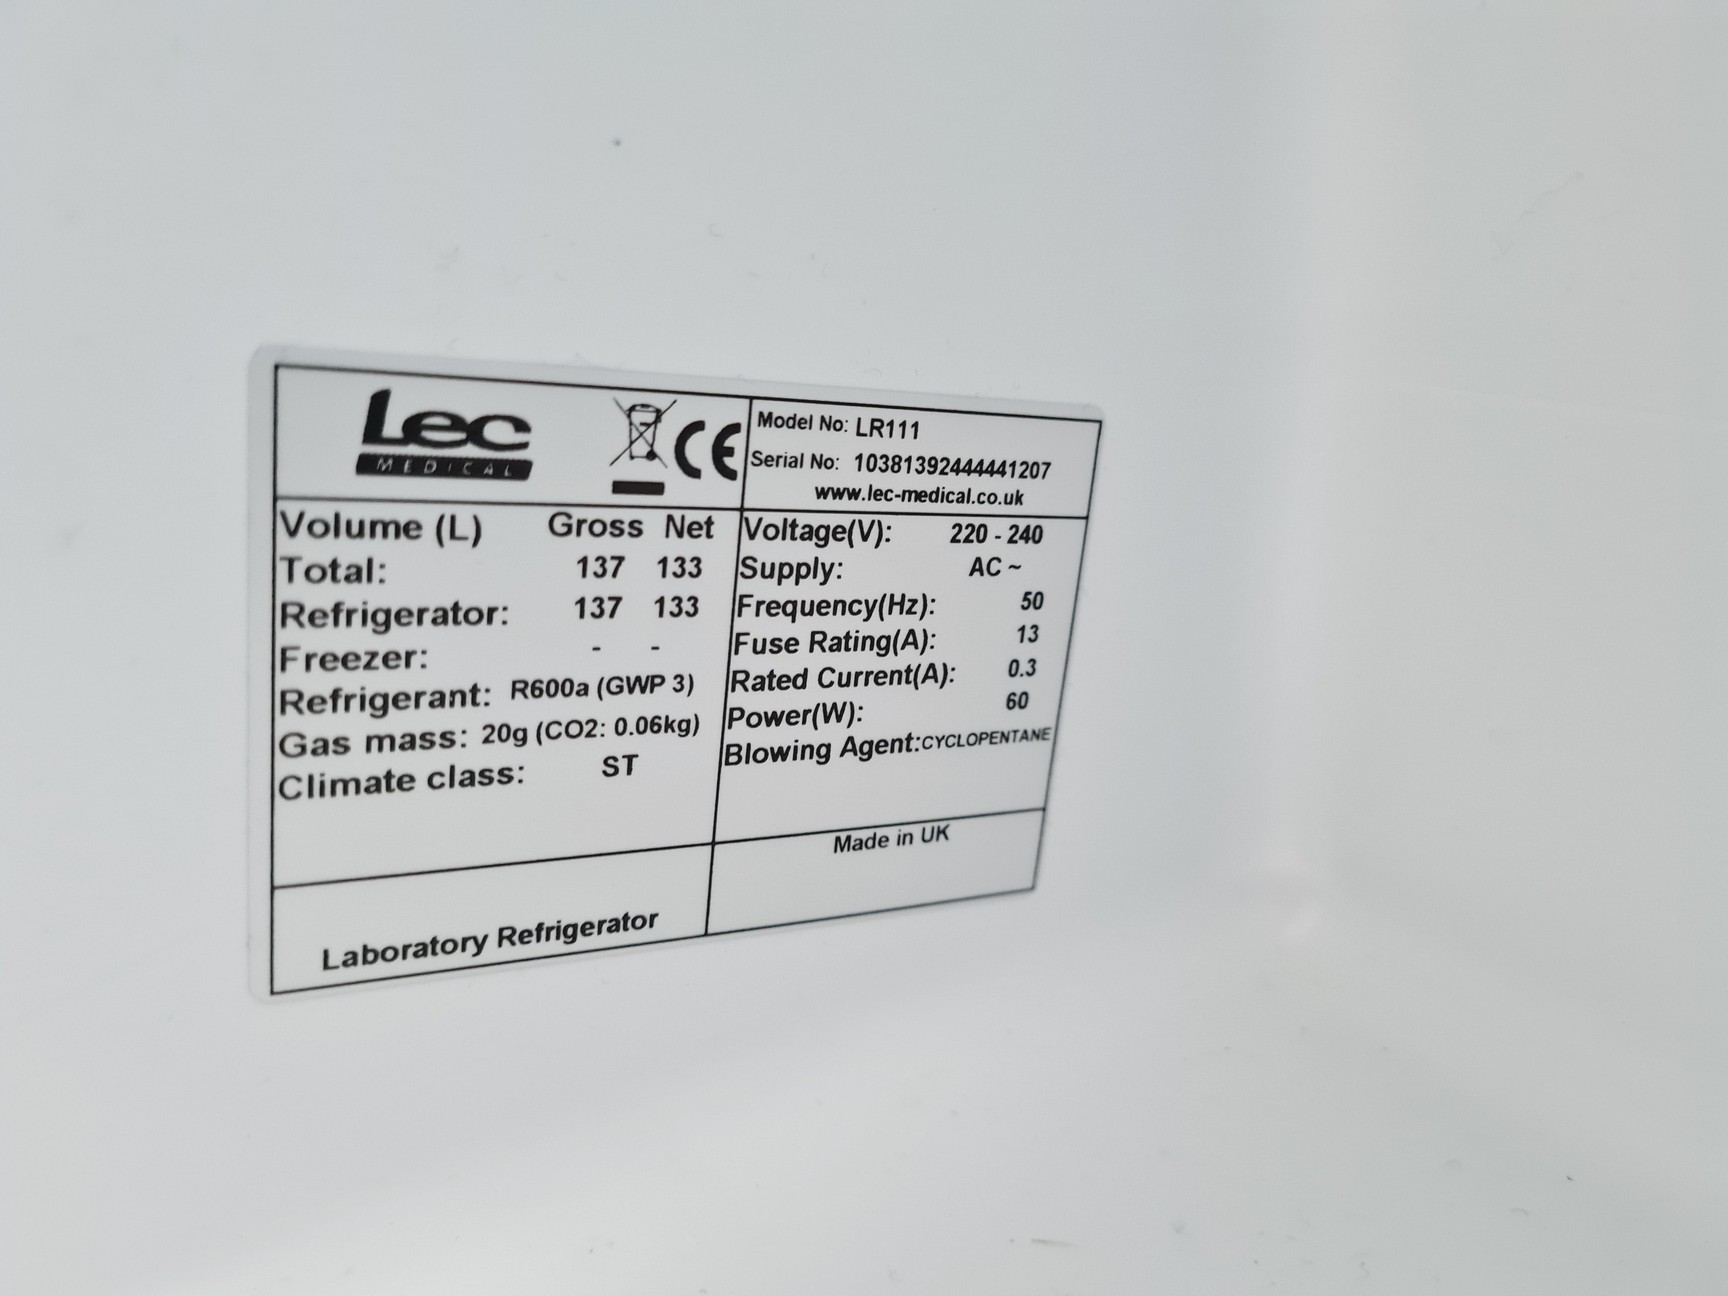 Lec
MEDICAL
CE
Model No: LR111
Serial No: 10381392444441207
www.lec-medical.co.uk
Volume (L) Gross Net
Total: 137 133
Refrigerator: 137 133
Freezer: - -
Refrigerant: R600a (GWP 3)
Gas mass: 20g (CO2: 0.06kg)
Climate class: ST
Voltage(V): 220 - 240
Supply: AC ~
Frequency(Hz): 50
Fuse Rating(A): 13
Rated Current(A): 0.3
Power(W): 60
Blowing Agent:CYCLOPENTANE
Laboratory Refrigerator
Made in UK